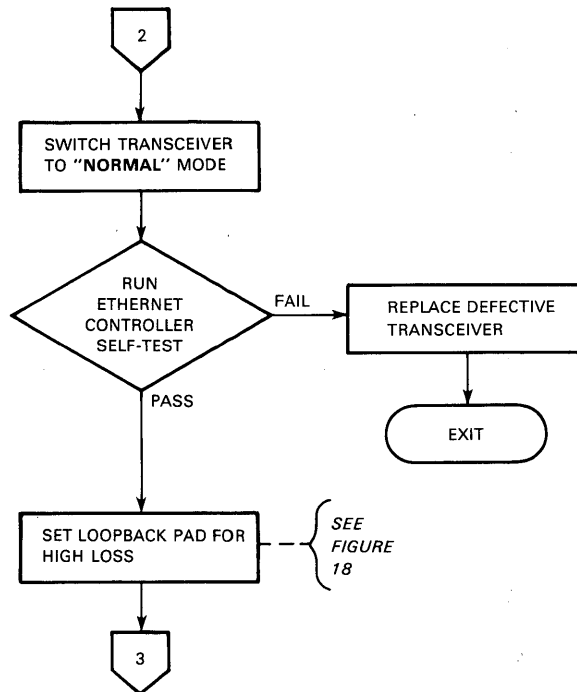 2
SWITCH TRANSCEIVER
TO "NORMAL" MODE
RUN
ETHERNET
CONTROLLER
SELF-TEST
FAIL
REPLACE DEFECTIVE
TRANSCEIVER
EXIT
PASS
SET LOOPBACK PAD FOR
HIGH LOSS
SEE
FIGURE
18
3